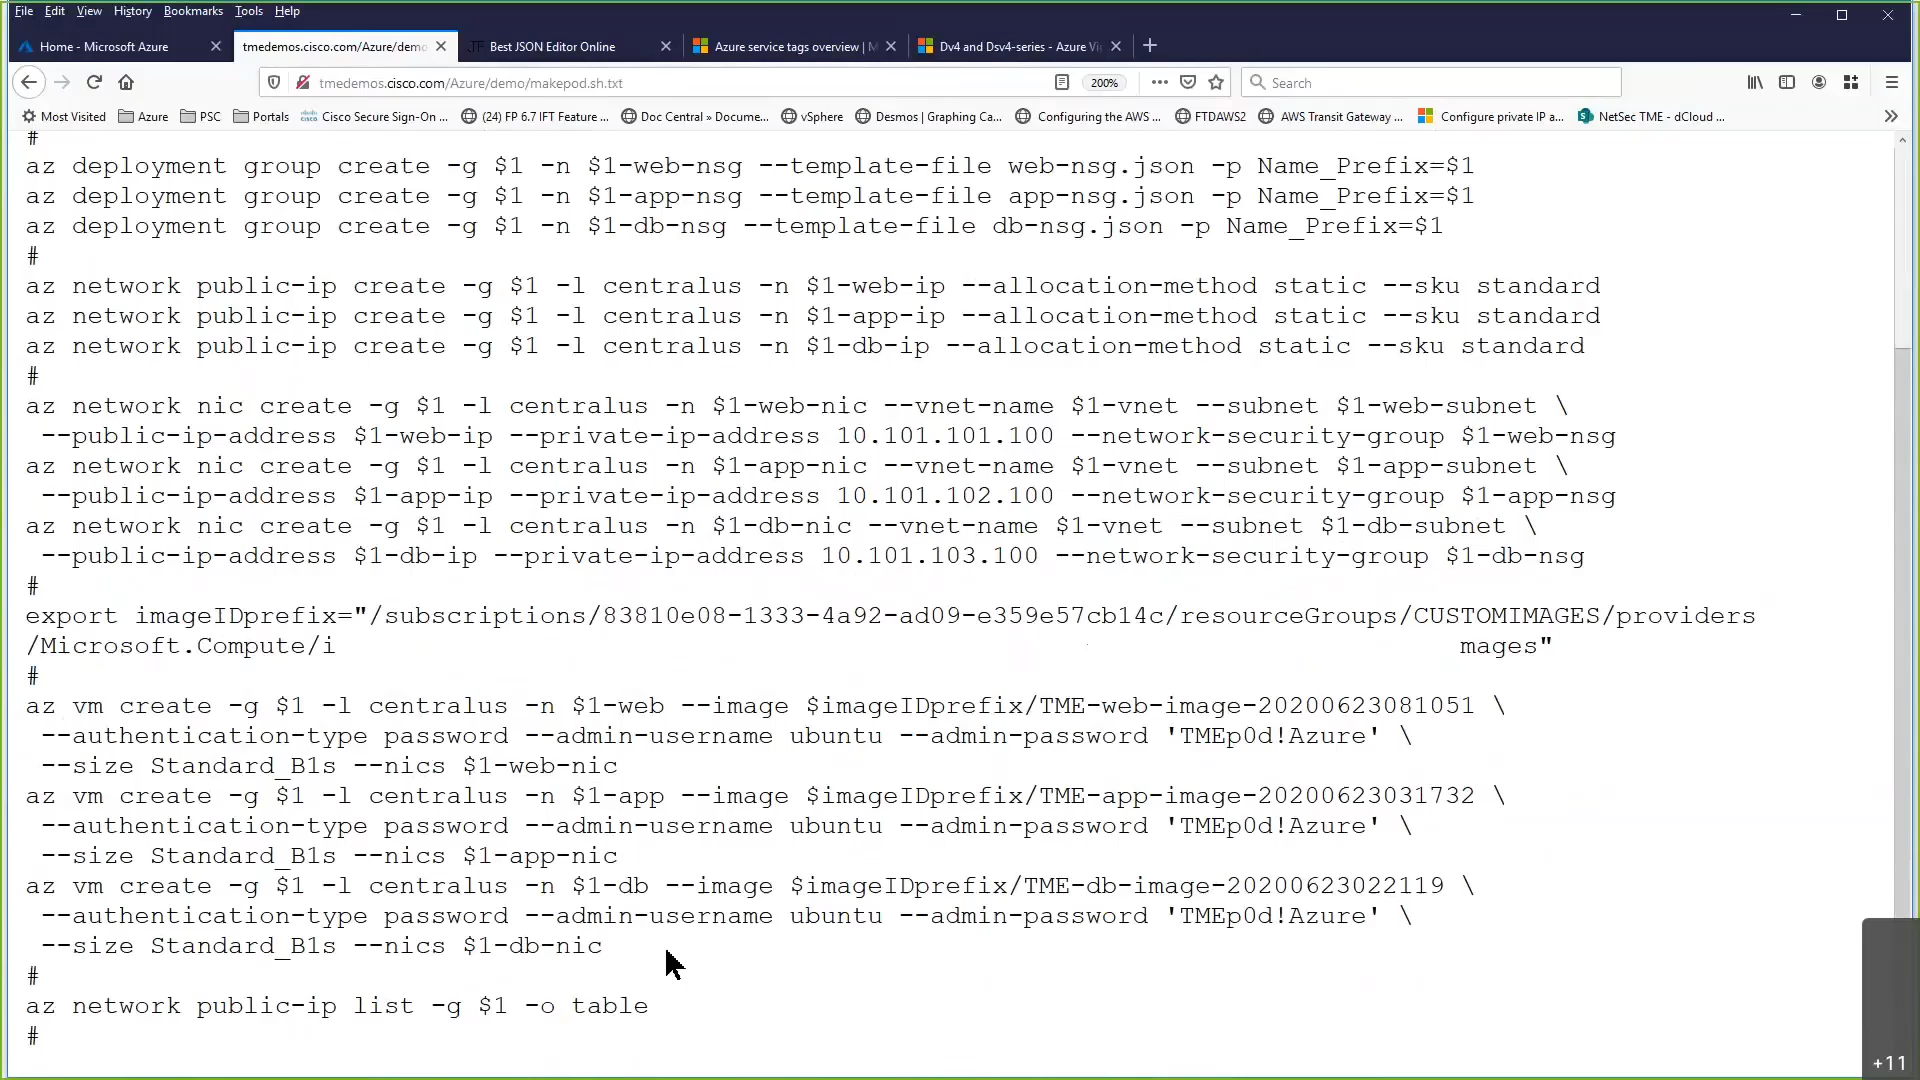 File Edit View History Bookmarks Tools Help
Home - Microsoft Azure
tmedemos.cisco.com/Azure/demo
Best JSON Editor Online
Azure service tags overview | M
Dv4 and Dsv4-series - Azure Vi
tmedemos.cisco.com/Azure/demo/makepod.sh.txt
200%
Search
Most Visited Azure PSC Portals Cisco Secure Sign-On ... (24) FP 6.7 IFT Feature ... Doc Central » Docume... vSphere Desmos | Graphing Ca... Configuring the AWS ... FTDAWS2 AWS Transit Gateway ... Configure private IP a... NetSec TME - dCloud ...
#
az deployment group create -g $1 -n $1-web-nsg --template-file web-nsg.json -p Name_Prefix=$1
az deployment group create -g $1 -n $1-app-nsg --template-file app-nsg.json -p Name_Prefix=$1
az deployment group create -g $1 -n $1-db-nsg --template-file db-nsg.json -p Name_Prefix=$1
#
az network public-ip create -g $1 -l centralus -n $1-web-ip --allocation-method static --sku standard
az network public-ip create -g $1 -l centralus -n $1-app-ip --allocation-method static --sku standard
az network public-ip create -g $1 -l centralus -n $1-db-ip --allocation-method static --sku standard
#
az network nic create -g $1 -l centralus -n $1-web-nic --vnet-name $1-vnet --subnet $1-web-subnet \
--public-ip-address $1-web-ip --private-ip-address 10.101.101.100 --network-security-group $1-web-nsg
az network nic create -g $1 -l centralus -n $1-app-nic --vnet-name $1-vnet --subnet $1-app-subnet \
--public-ip-address $1-app-ip --private-ip-address 10.101.102.100 --network-security-group $1-app-nsg
az network nic create -g $1 -l centralus -n $1-db-nic --vnet-name $1-vnet --subnet $1-db-subnet \
--public-ip-address $1-db-ip --private-ip-address 10.101.103.100 --network-security-group $1-db-nsg
#
export imageIDprefix="/subscriptions/83810e08-1333-4a92-ad09-e359e57cb14c/resourceGroups/CUSTOMIMAGES/providers
/Microsoft.Compute/i mages"
#
az vm create -g $1 -l centralus -n $1-web --image $imageIDprefix/TME-web-image-20200623081051 \
--authentication-type password --admin-username ubuntu --admin-password 'TMEp0d!Azure' \
--size Standard_B1s --nics $1-web-nic
az vm create -g $1 -l centralus -n $1-app --image $imageIDprefix/TME-app-image-20200623031732 \
--authentication-type password --admin-username ubuntu --admin-password 'TMEp0d!Azure' \
--size Standard_B1s --nics $1-app-nic
az vm create -g $1 -l centralus -n $1-db --image $imageIDprefix/TME-db-image-20200623022119 \
--authentication-type password --admin-username ubuntu --admin-password 'TMEp0d!Azure' \
--size Standard_B1s --nics $1-db-nic
#
az network public-ip list -g $1 -o table
#
+11